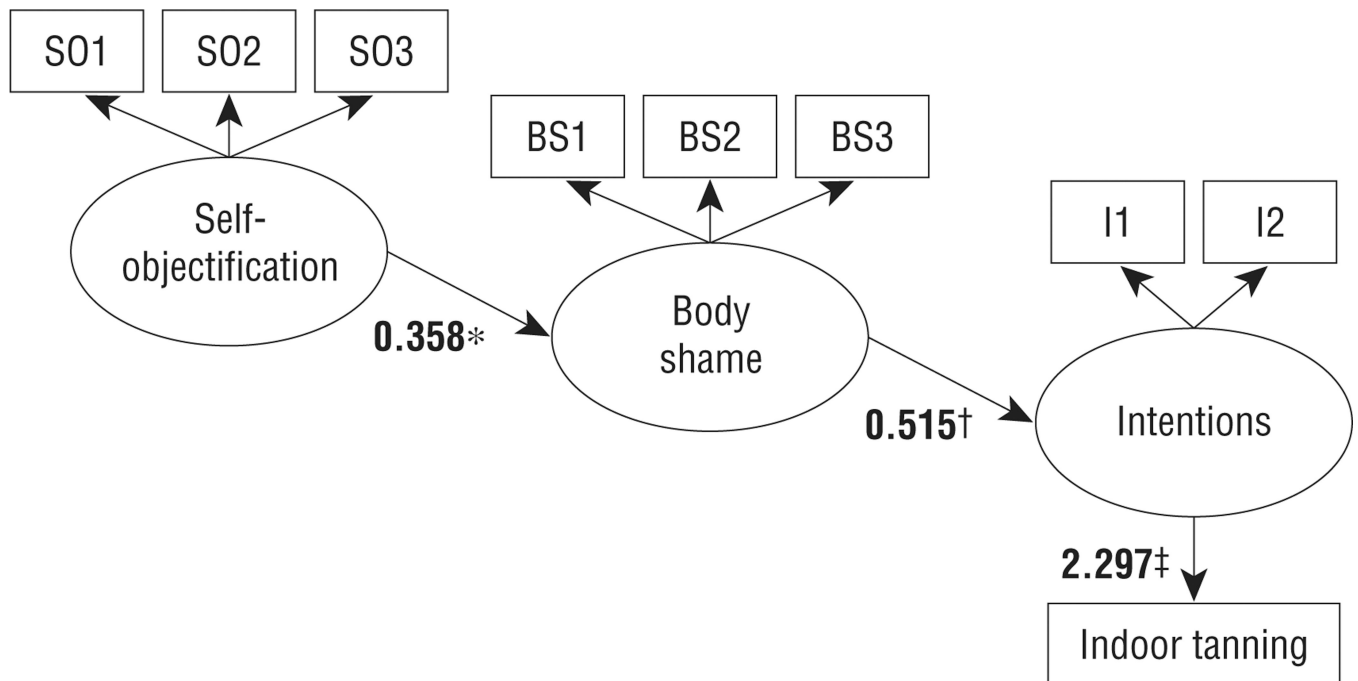 SO1 SO2 SO3
BS1 BS2 BS3
Self-
objectification
I1 I2
0.358*
Body
shame
0.515†
Intentions
2.297‡
Indoor tanning